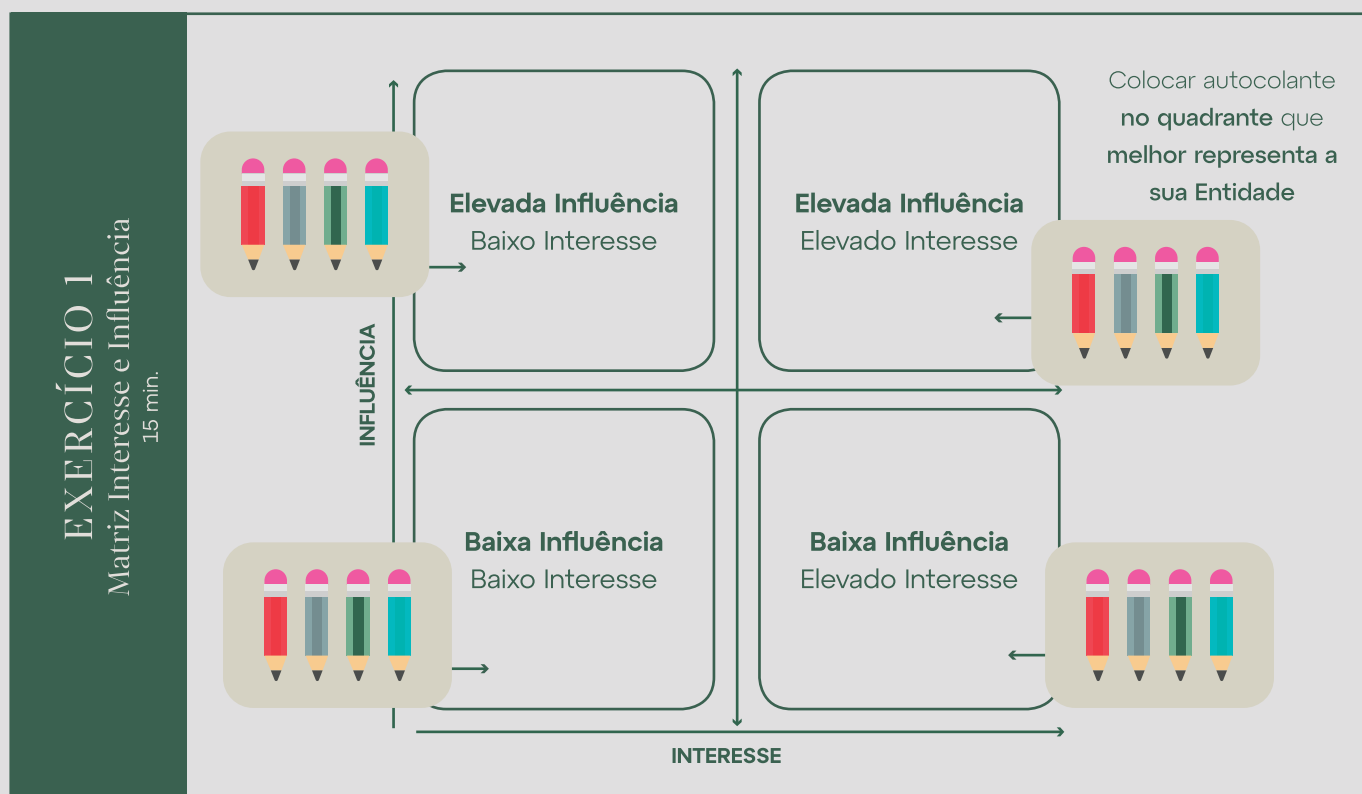 EXERCÍCIO 1
Matriz Interesse e Influência
15 min.
INFLUÊNCIA
Elevada Influência
Baixo Interesse
Elevada Influência
Elevado Interesse
Colocar autocolante
no quadrante que
melhor representa a
sua Entidade
Baixa Influência
Baixo Interesse
Baixa Influência
Elevado Interesse
INTERESSE